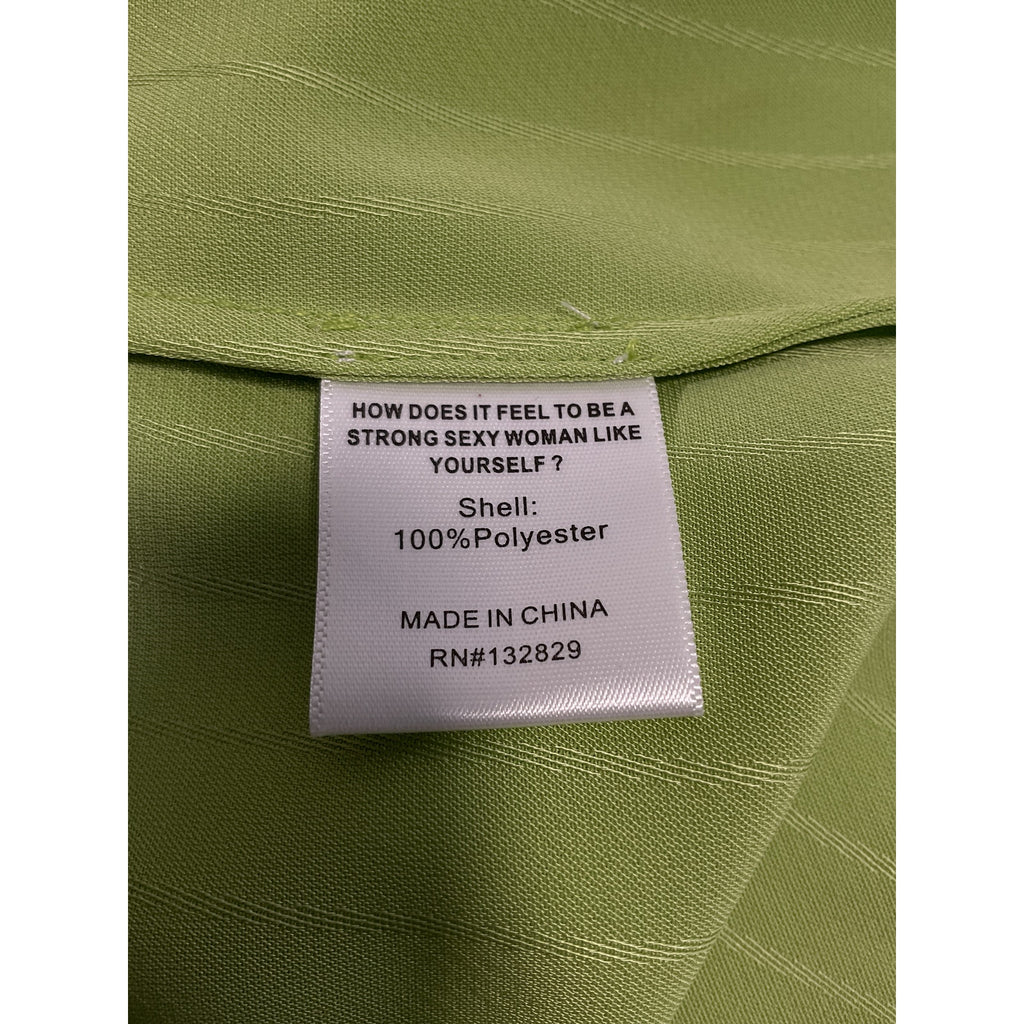 HOW DOES IT FEEL TO BE A
STRONG SEXY WOMAN LIKE
YOURSELF ?
Shell:
100%Polyester
MADE IN CHINA
RN#132829